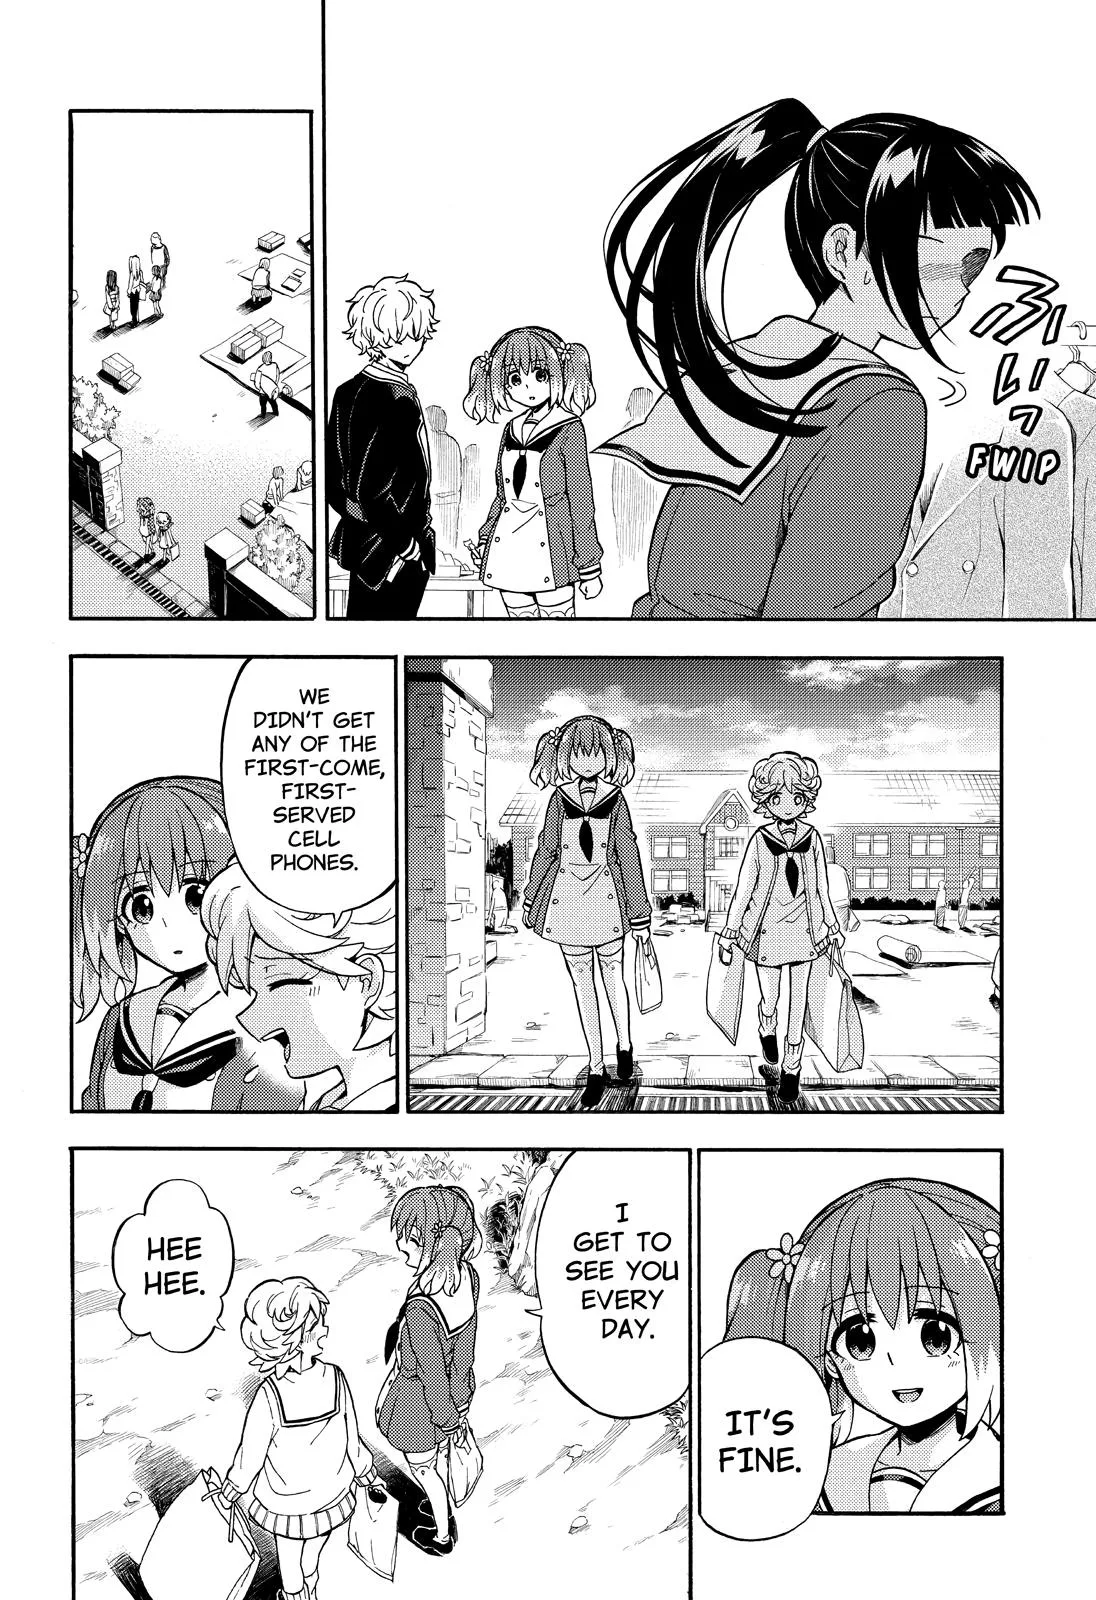 ふいっ
FWIP
WE
DIDN'T GET
ANY OF THE
FIRST-COME,
FIRST-
SERVED
CELL
PHONES.
IT'S
FINE.
I
GET TO
SEE YOU
EVERY
DAY.
HEE
HEE.